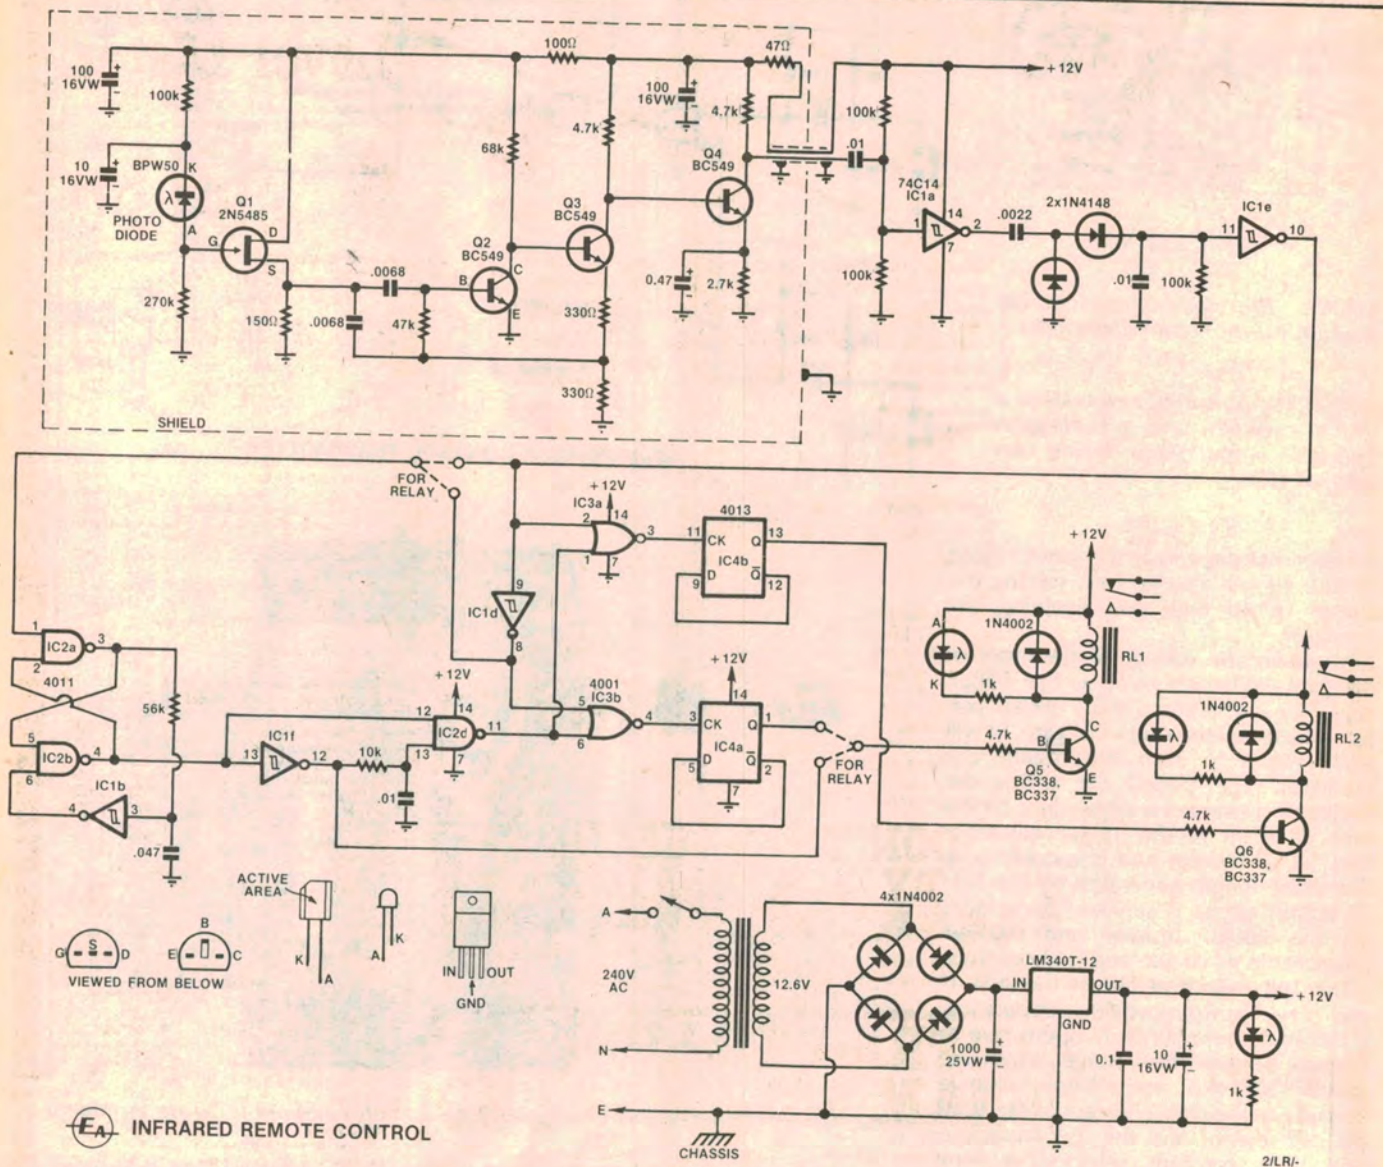 100
16VW
100k
10
16VW
BPW50
K
λ
A
PHOTO
DIODE
Q1
2N5485
G
D
S
270k
150Ω
.0068
.0068
47k
B
Q2
BC549
C
E
68k
100Ω
4.7k
Q3
BC549
330Ω
330Ω
100
16VW
4.7k
Q4
BC549
0.47
2.7k
47Ω
SHIELD
+12V
100k
.01
100k
74C14
IC1a
1
14
2
7
.0022
2x1N4148
.01
100k
IC1e
11
10
FOR
RELAY
+12V
IC3a
2
14
3
1
7
4013
11
CK
Q
13
IC4b
D
Q
9
12
9
IC1d
8
1
IC2a
3
2
4011
5
IC2b
4
6
56k
IC1b
4
3
.047
13
IC1f
12
10k
.01
+12V
12
14
IC2d
11
13
7
4001
5
IC3b
4
6
+12V
14
3
CK
Q
1
IC4a
D
Q
5
2
7
FOR
RELAY
+12V
A
λ
K
1N4002
1k
RL1
4.7k
B
C
E
Q5
BC338,
BC337
λ
1N4002
1k
RL2
4.7k
Q6
BC338,
BC337
ACTIVE
AREA
K
A
A
K
IN
OUT
GND
G
S
D
B
E
C
VIEWED FROM BELOW
A
240V
AC
N
E
12.6V
4x1N4002
LM340T-12
IN
OUT
GND
1000
25VW
0.1
10
16VW
+12V
λ
1k
CHASSIS
EA INFRARED REMOTE CONTROL
2/LR/-